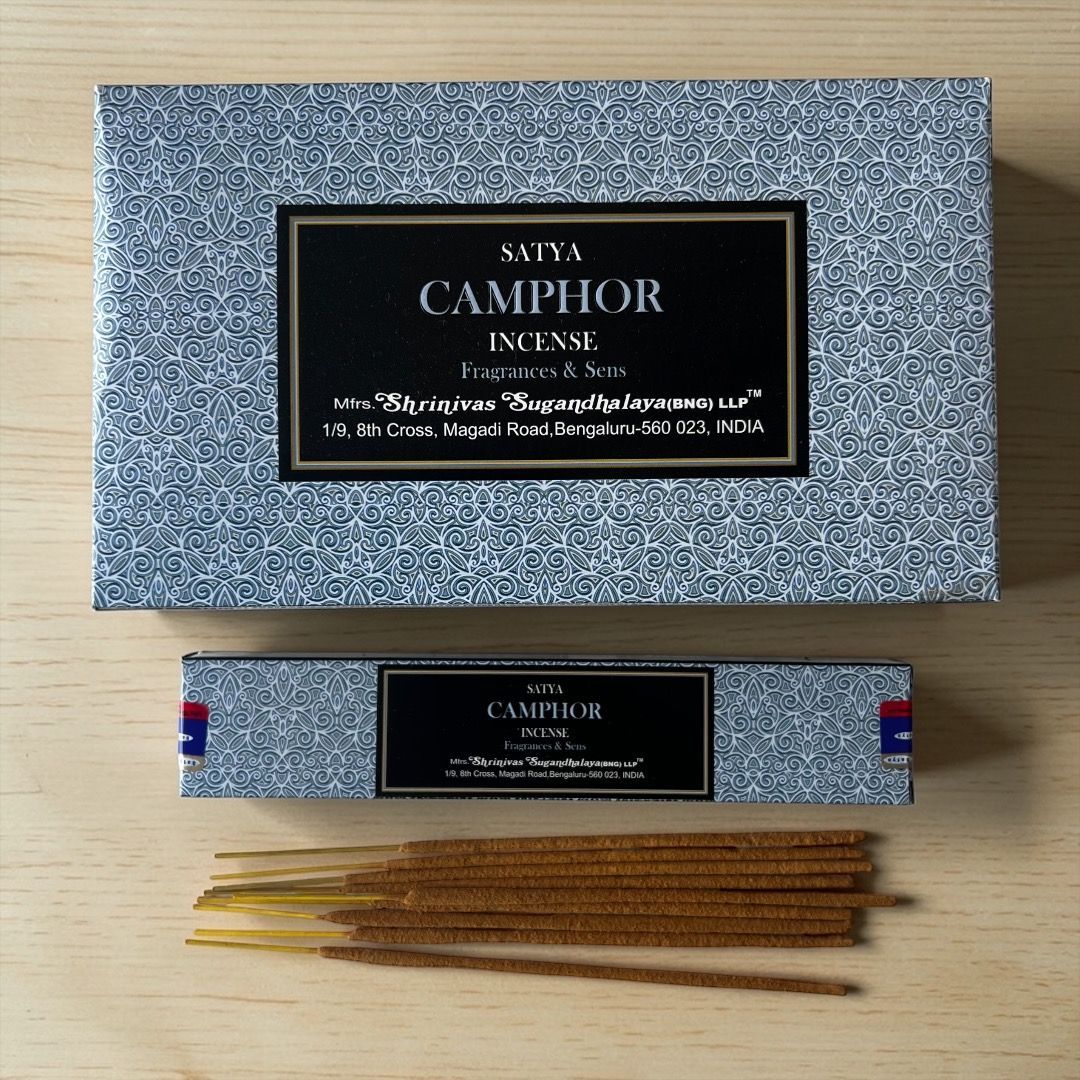 SATYA
CAMPHOR
INCENSE
Fragrances & Sens
Mfrs. Shrinivas Sugandhalaya(BNG) LLP™
1/9, 8th Cross, Magadi Road,Bengaluru-560 023, INDIA
SATYA
CAMPHOR
INCENSE
Fragrances & Sens
Mfrs. Shrinivas Sugandhalaya(BNG) LLP™
1/9, 8th Cross, Magadi Road,Bengaluru-560 023, INDIA